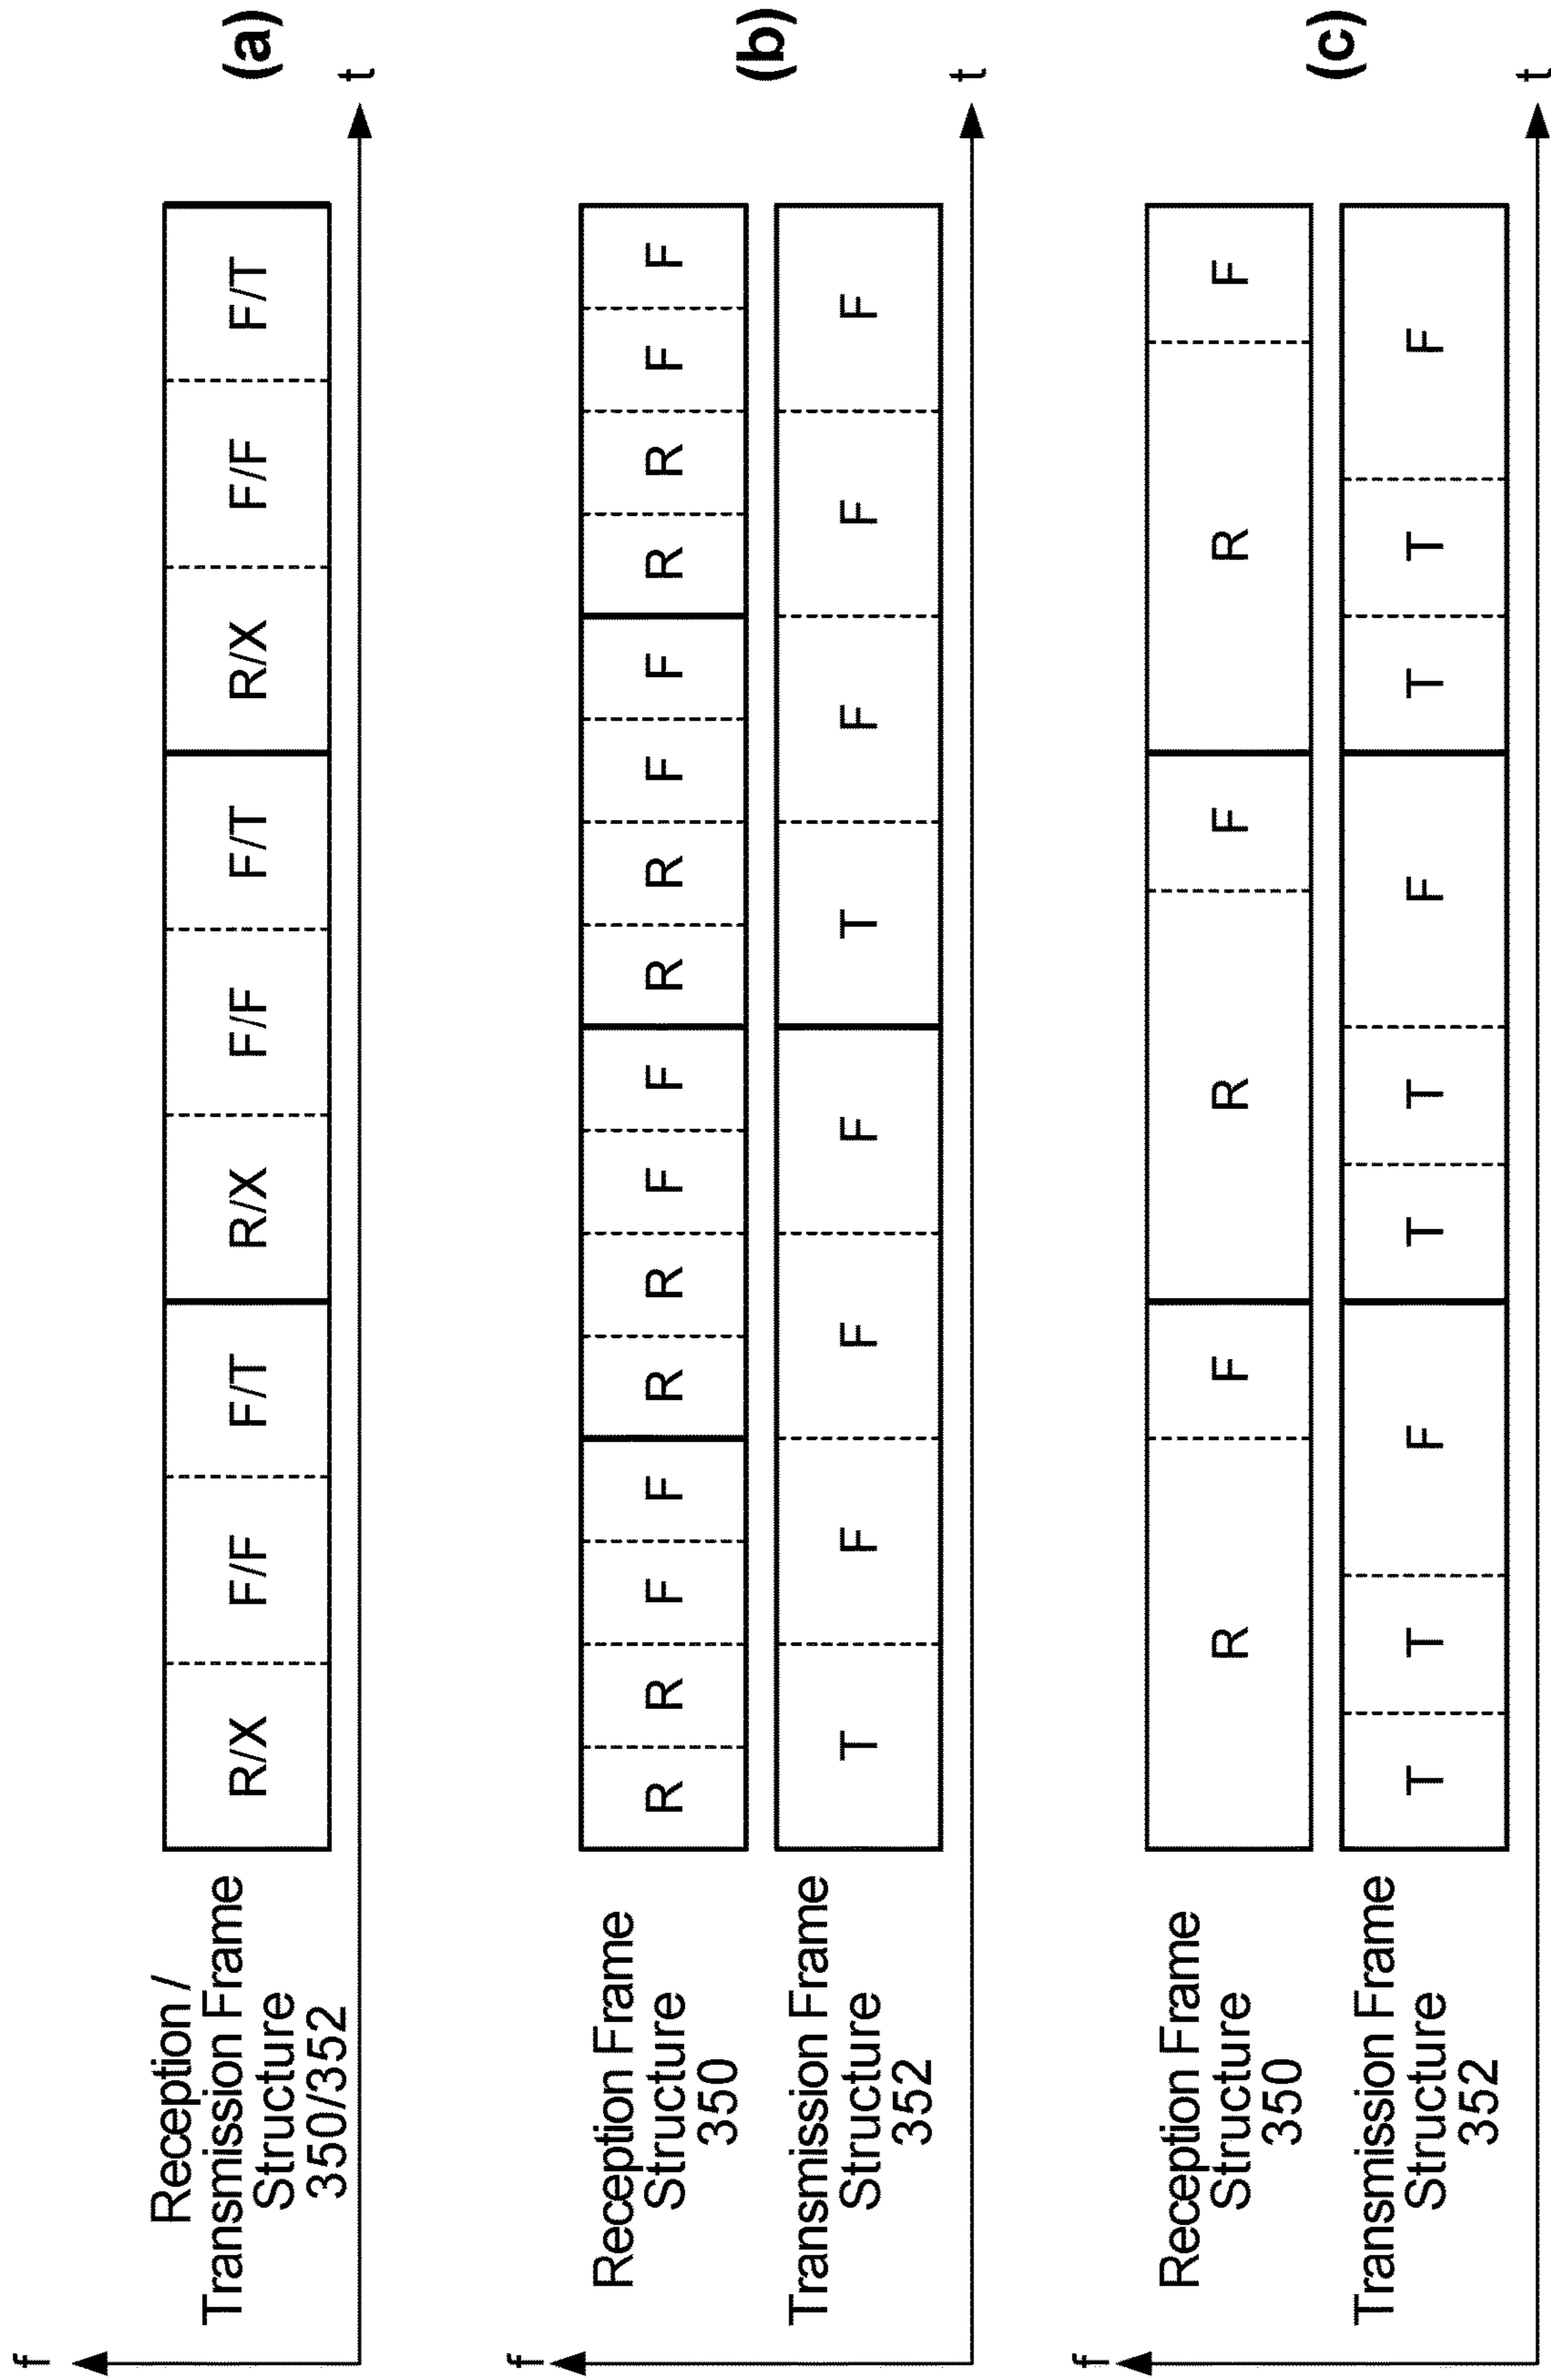 f
Reception /
Transmission Frame
Structure
350/352
R/X F/F F/T R/X F/F F/T R/X F/F F/T
t
(a)
f
Reception Frame
Structure
350
R R F F R R F F R R F F R R F F
Transmission Frame
Structure
352
T F F F T F F F
t
(b)
f
Reception Frame
Structure
350
R F R F R F
Transmission Frame
Structure
352
T T F T T F T T F
t
(c)